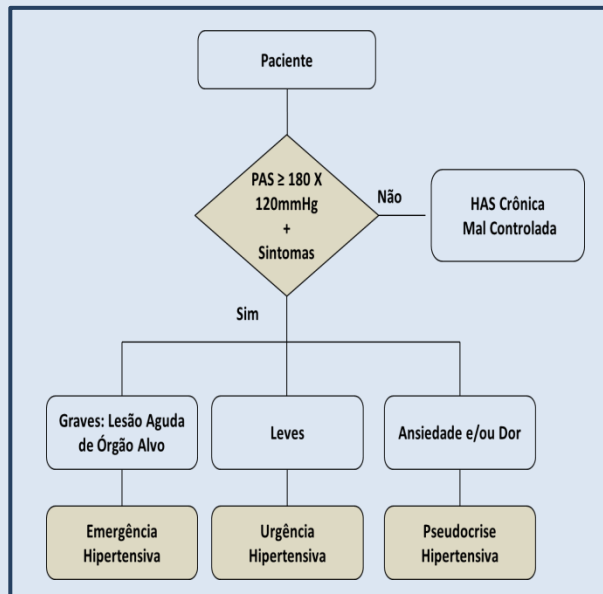 Paciente
PAS ≥ 180 X
120mmHg
+
Sintomas
Não
HAS Crônica
Mal Controlada
Sim
Graves: Lesão Aguda
de Órgão Alvo
Leves
Ansiedade e/ou Dor
Emergência
Hipertensiva
Urgência
Hipertensiva
Pseudocrise
Hipertensiva